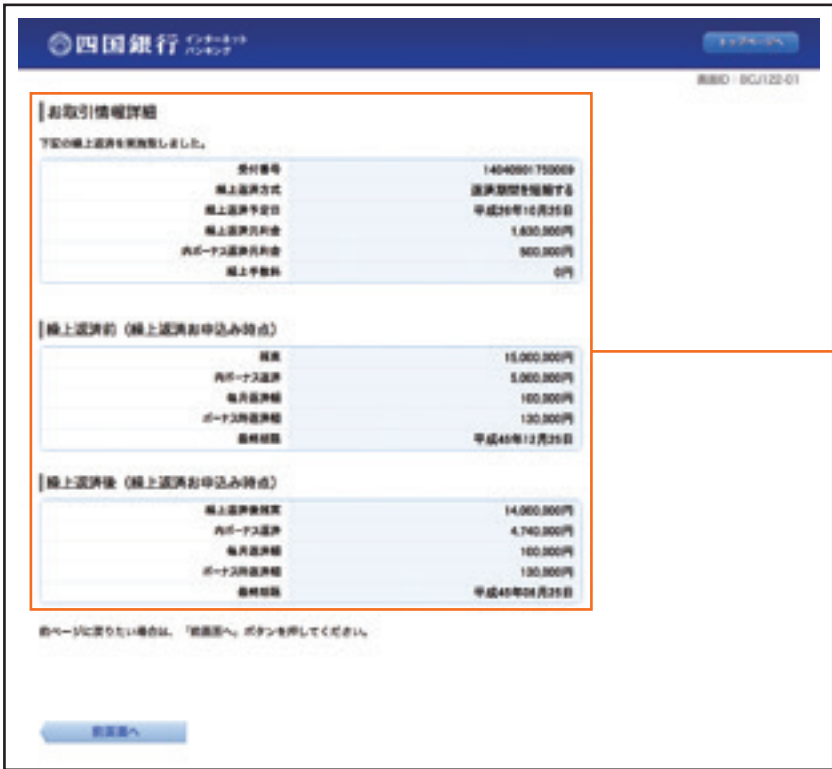 四国銀行 インターネットバンキング
トップページへ
画面ID：BCJ122-01
お取引情報詳細
下記の繰上返済を実施致しました。
受付番号
繰上返済方式 返済期間を短縮する
繰上返済予定日 平成26年10月25日
繰上返済元利金 1,630,000円
内ボーナス返済元利金 500,000円
繰上手数料 0円
繰上返済前（繰上返済お申込み時点）
残高 15,000,000円
内ボーナス返済 5,000,000円
毎月返済額 100,000円
ボーナス時返済額 130,000円
最終期限 平成45年12月25日
繰上返済後（繰上返済お申込み時点）
繰上返済後残高 14,000,000円
内ボーナス返済 4,740,000円
毎月返済額 100,000円
ボーナス時返済額 130,000円
最終期限
前ページに戻りたい場合は、「前画面へ」ボタンを押してください。
前画面へ